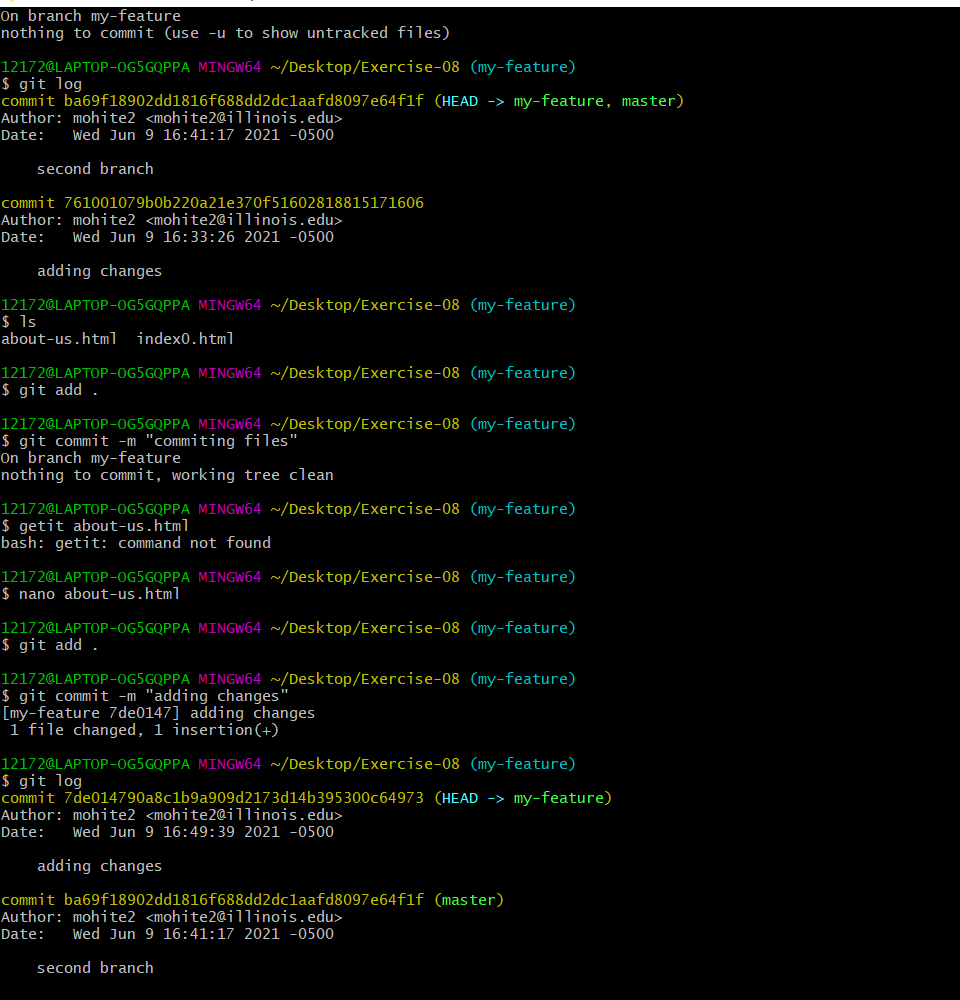 On branch my-feature
nothing to commit (use -u to show untracked files)
12172@LAPTOP-OG5GQPPA MINGW64 ~/Desktop/Exercise-08 (my-feature)
$ git log
commit ba69f18902dd1816f688dd2dc1aafd8097e64f1f (HEAD -> my-feature, master)
Author: mohite2 <mohite2@illinois.edu>
Date:   Wed Jun 9 16:41:17 2021 -0500
    second branch
commit 761001079b0b220a21e370f51602818815171606
Author: mohite2 <mohite2@illinois.edu>
Date:   Wed Jun 9 16:33:26 2021 -0500
    adding changes
12172@LAPTOP-OG5GQPPA MINGW64 ~/Desktop/Exercise-08 (my-feature)
$ ls
about-us.html  index0.html
12172@LAPTOP-OG5GQPPA MINGW64 ~/Desktop/Exercise-08 (my-feature)
$ git add .
12172@LAPTOP-OG5GQPPA MINGW64 ~/Desktop/Exercise-08 (my-feature)
$ git commit -m "commiting files"
On branch my-feature
nothing to commit, working tree clean
12172@LAPTOP-OG5GQPPA MINGW64 ~/Desktop/Exercise-08 (my-feature)
$ getit about-us.html
bash: getit: command not found
12172@LAPTOP-OG5GQPPA MINGW64 ~/Desktop/Exercise-08 (my-feature)
$ nano about-us.html
12172@LAPTOP-OG5GQPPA MINGW64 ~/Desktop/Exercise-08 (my-feature)
$ git add .
12172@LAPTOP-OG5GQPPA MINGW64 ~/Desktop/Exercise-08 (my-feature)
$ git commit -m "adding changes"
[my-feature 7de0147] adding changes
 1 file changed, 1 insertion(+)
12172@LAPTOP-OG5GQPPA MINGW64 ~/Desktop/Exercise-08 (my-feature)
$ git log
commit 7de014790a8c1b9a909d2173d14b395300c64973 (HEAD -> my-feature)
Author: mohite2 <mohite2@illinois.edu>
Date:   Wed Jun 9 16:49:39 2021 -0500
    adding changes
commit ba69f18902dd1816f688dd2dc1aafd8097e64f1f (master)
Author: mohite2 <mohite2@illinois.edu>
Date:   Wed Jun 9 16:41:17 2021 -0500
    second branch